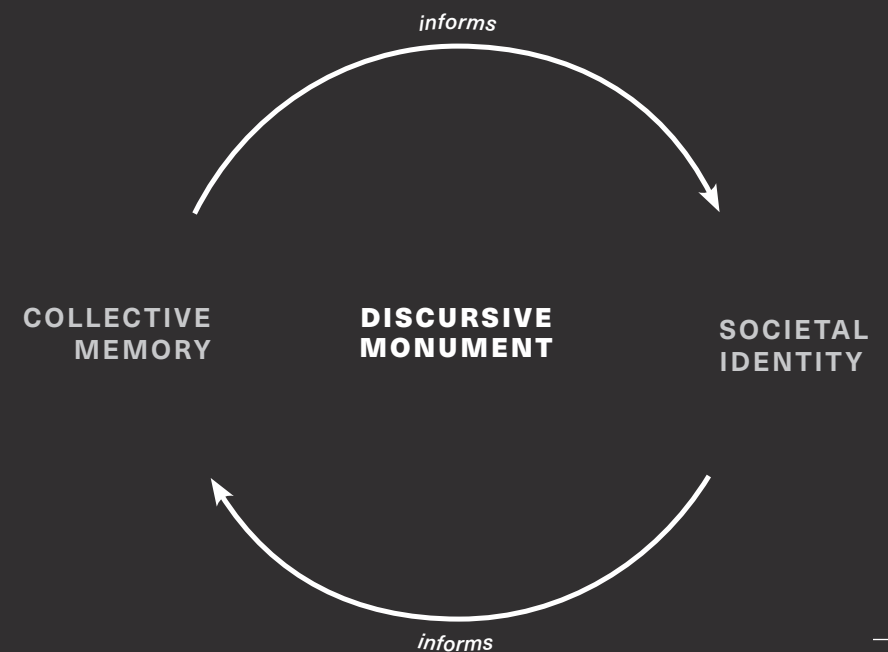 informs
COLLECTIVE
MEMORY
DISCURSIVE
MONUMENT
SOCIETAL
IDENTITY
informs